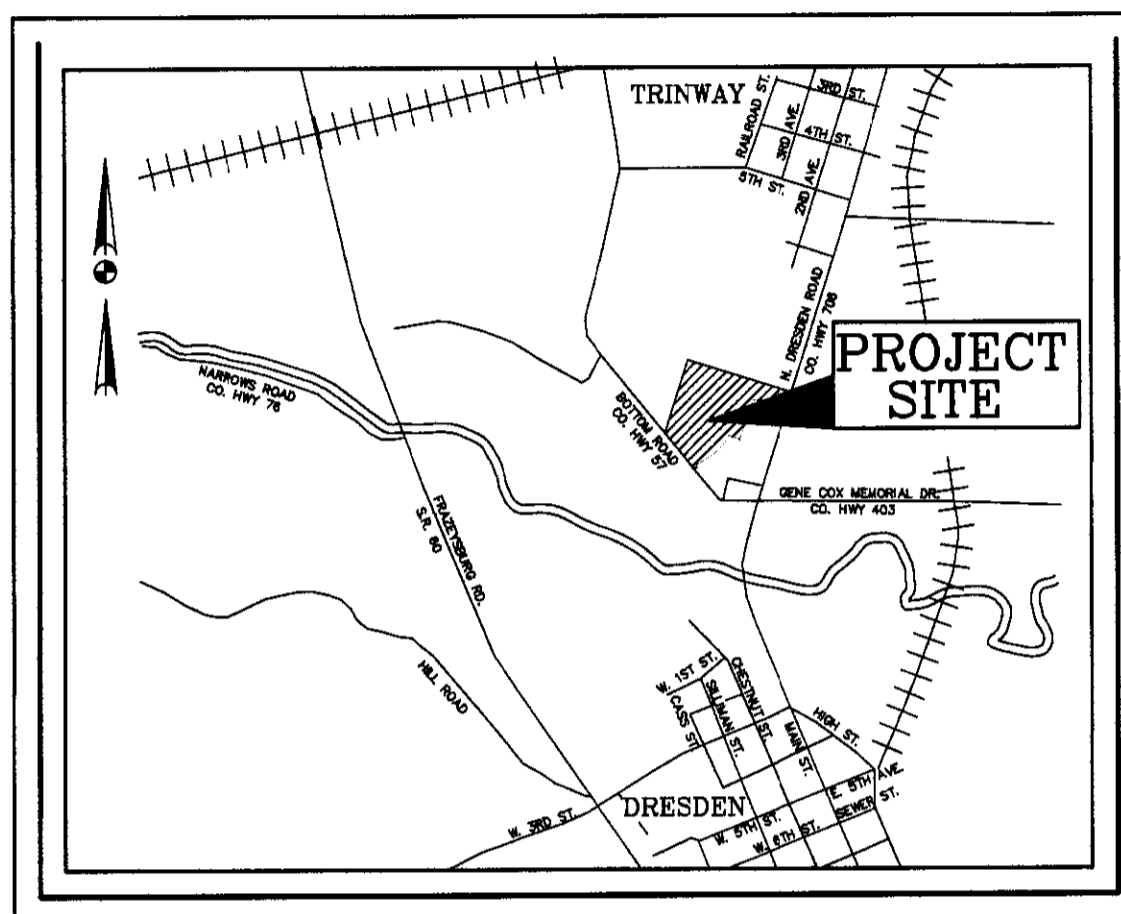 TRINWAY
RAILROAD ST.
3RD AVE.
3RD ST.
4TH ST.
5TH ST.
2ND AVE.
N. DRESDEN ROAD
CO. HWY 706
PROJECT
SITE
NARROWS ROAD
CO. HWY 76
BOTTOM ROAD
CO. HWY 57
GENE COX MEMORIAL DR.
CO. HWY 403
FRAZEYSBURG RD.
S.R. 60
HILL ROAD
W. 1ST ST.
CASS ST.
SILLIMAN ST.
CHESTNUT ST.
MAIN ST.
HIGH ST.
DRESDEN
W. 3RD ST.
W. 5TH ST.
E. 5TH AVE.
W. 6TH ST.
SEWER ST.